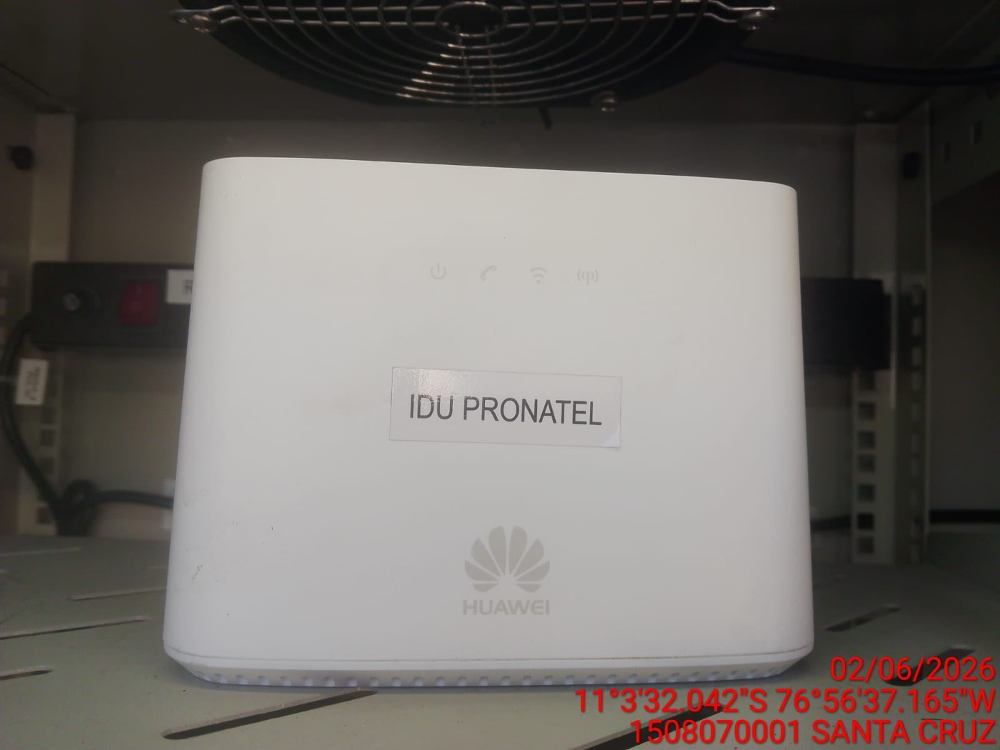 IDU PRONATEL
HUAWEI
02/06/2026
11°3'32.042"S 76°56'37.165"W
1508070001 SANTA CRUZ